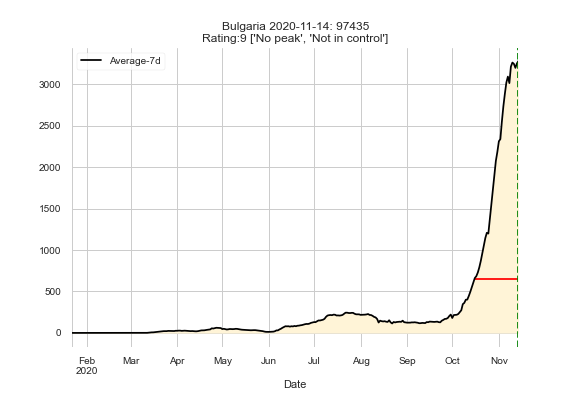 Bulgaria 2020-11-14: 97435
Rating:9 ['No peak', 'Not in control']
Average-7d
3000
2500
2000
1500
1000
500
0
Feb Mar Apr May Jun Jul Aug Sep Oct Nov
2020
Date